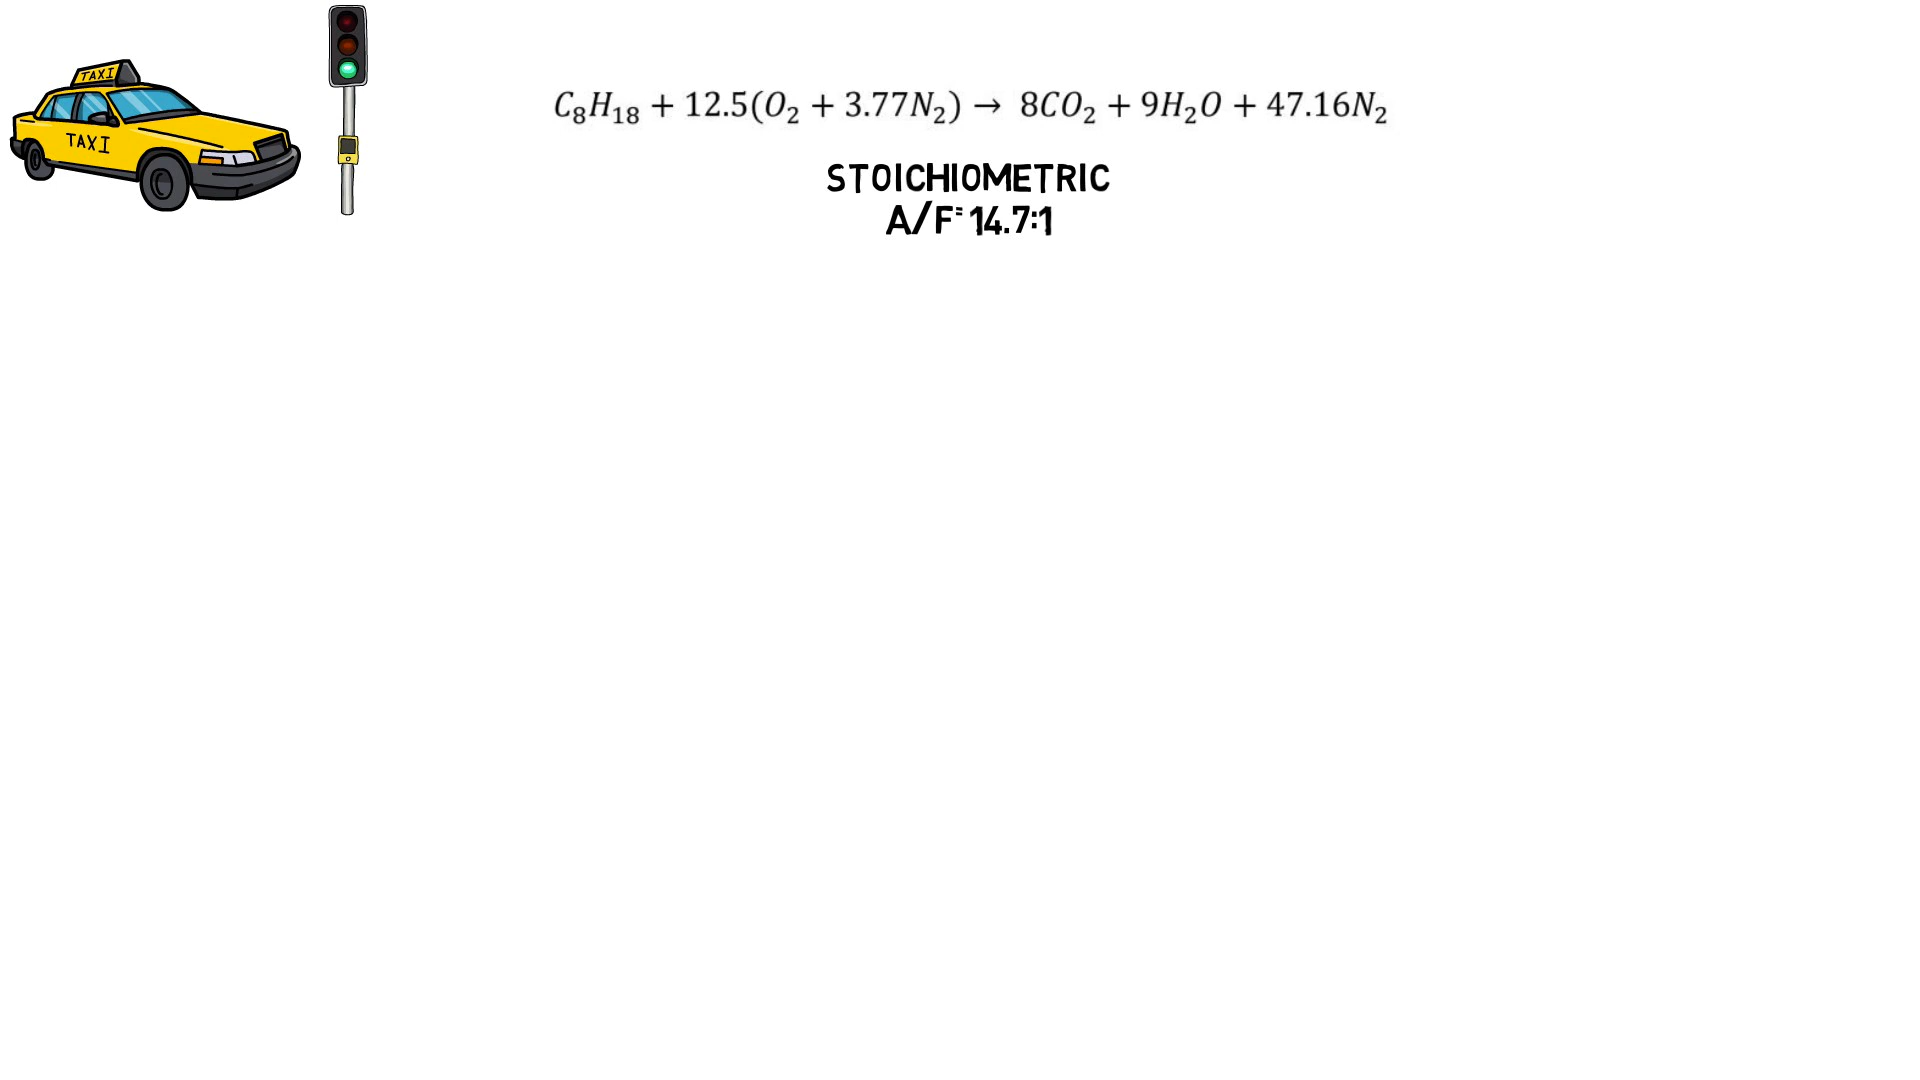 TAXI
TAXI
C₈H₁₈ + 12.5(O₂ + 3.77N₂) → 8CO₂ + 9H₂O + 47.16N₂
STOICHIOMETRIC
A/F=14.7:1